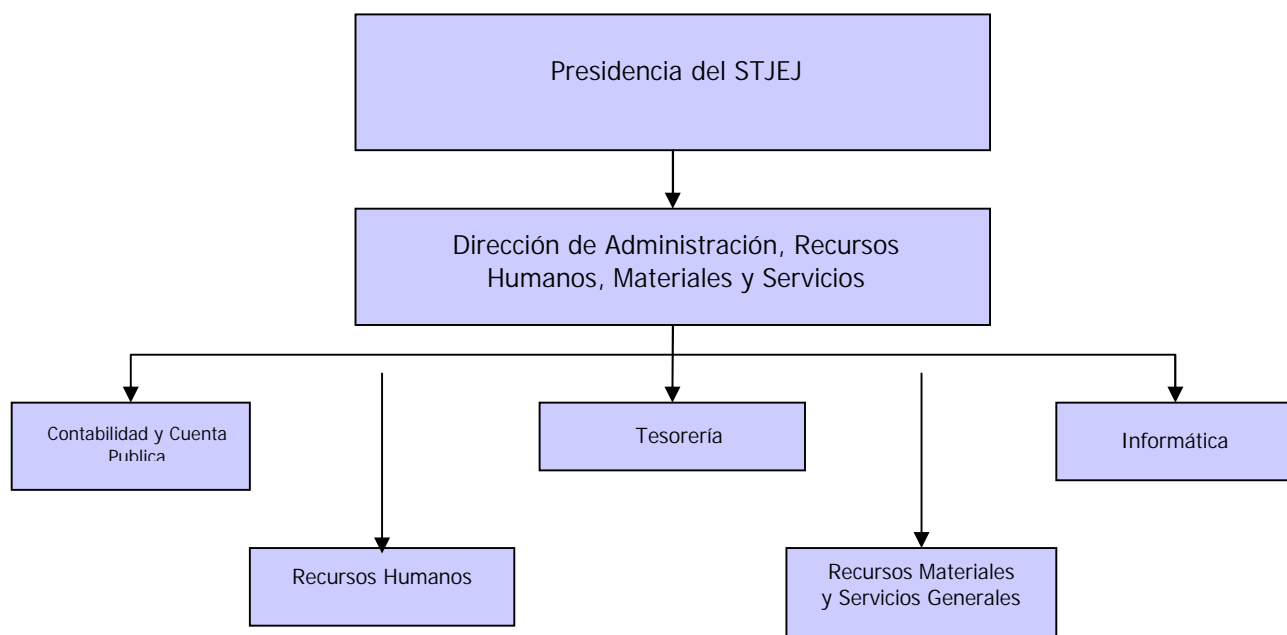 Presidencia del STJEJ
Dirección de Administración, Recursos
Humanos, Materiales y Servicios
Contabilidad y Cuenta
Publica
Tesorería
Informática
Recursos Humanos
Recursos Materiales
y Servicios Generales